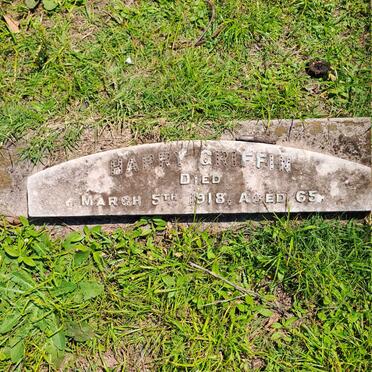 HARRY GRIFFIN
DIED
MARCH 5TH 1918, AGED 65